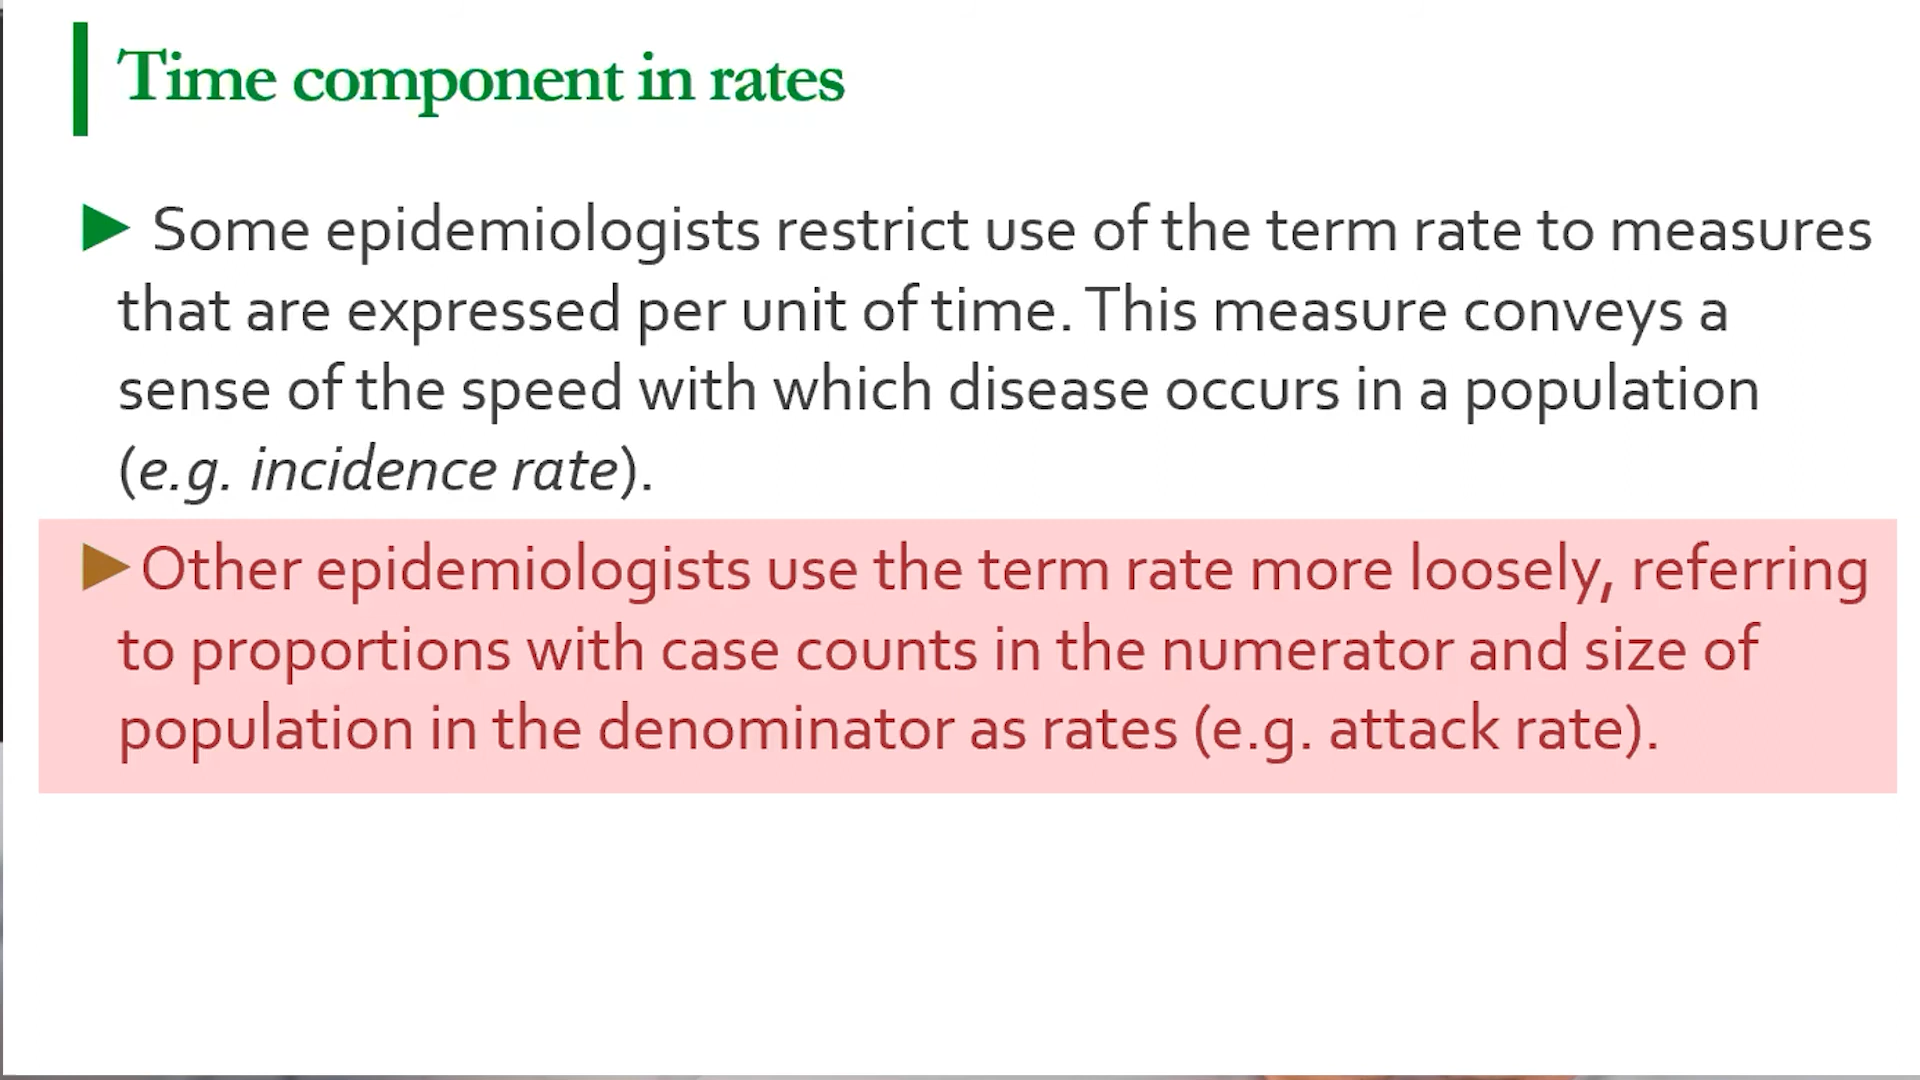 Time component in rates
► Some epidemiologists restrict use of the term rate to measures
that are expressed per unit of time. This measure conveys a
sense of the speed with which disease occurs in a population
(e.g. incidence rate).
►Other epidemiologists use the term rate more loosely, referring
to proportions with case counts in the numerator and size of
population in the denominator as rates (e.g. attack rate).